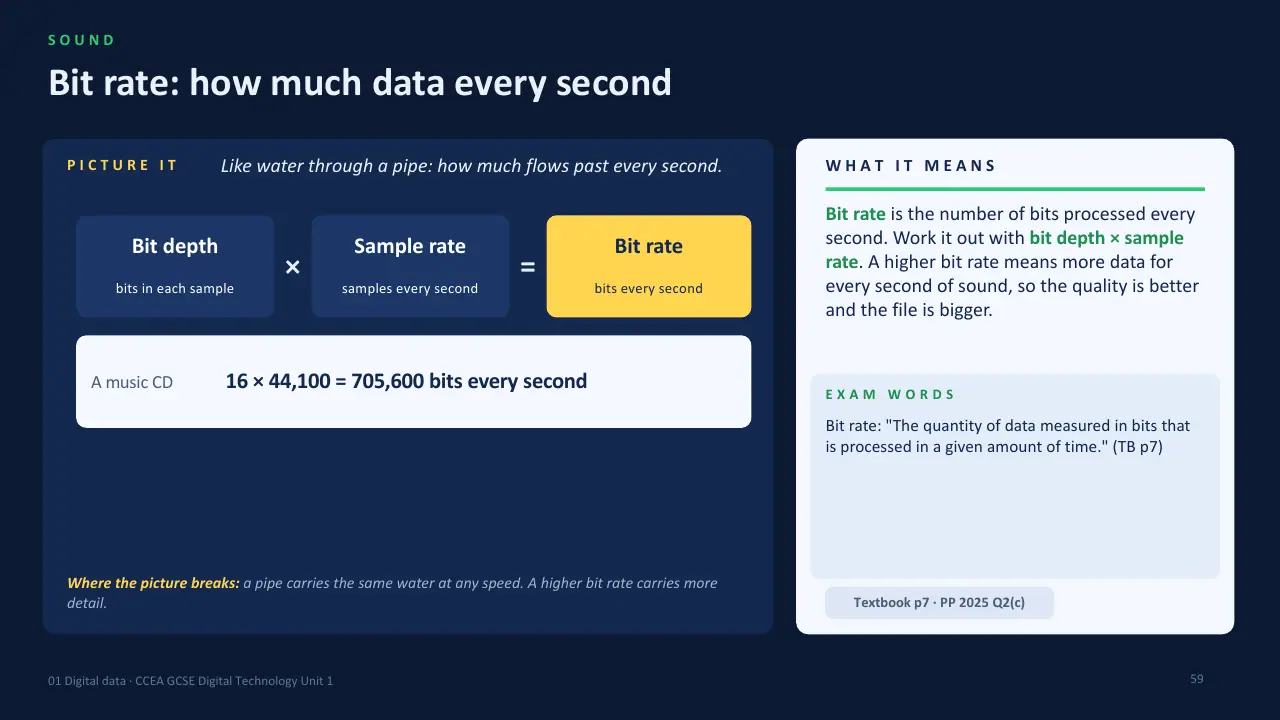 SOUND
Bit rate: how much data every second
PICTURE IT
Like water through a pipe: how much flows past every second.
Bit depth
bits in each sample
×
Sample rate
samples every second
=
Bit rate
bits every second
A music CD
16 × 44,100 = 705,600 bits every second
Where the picture breaks: a pipe carries the same water at any speed. A higher bit rate carries more
detail.
WHAT IT MEANS
Bit rate is the number of bits processed every
second. Work it out with bit depth × sample
rate. A higher bit rate means more data for
every second of sound, so the quality is better
and the file is bigger.
EXAM WORDS
Bit rate: "The quantity of data measured in bits that
is processed in a given amount of time." (TB p7)
Textbook p7 · PP 2025 Q2(c)
01 Digital data · CCEA GCSE Digital Technology Unit 1
59